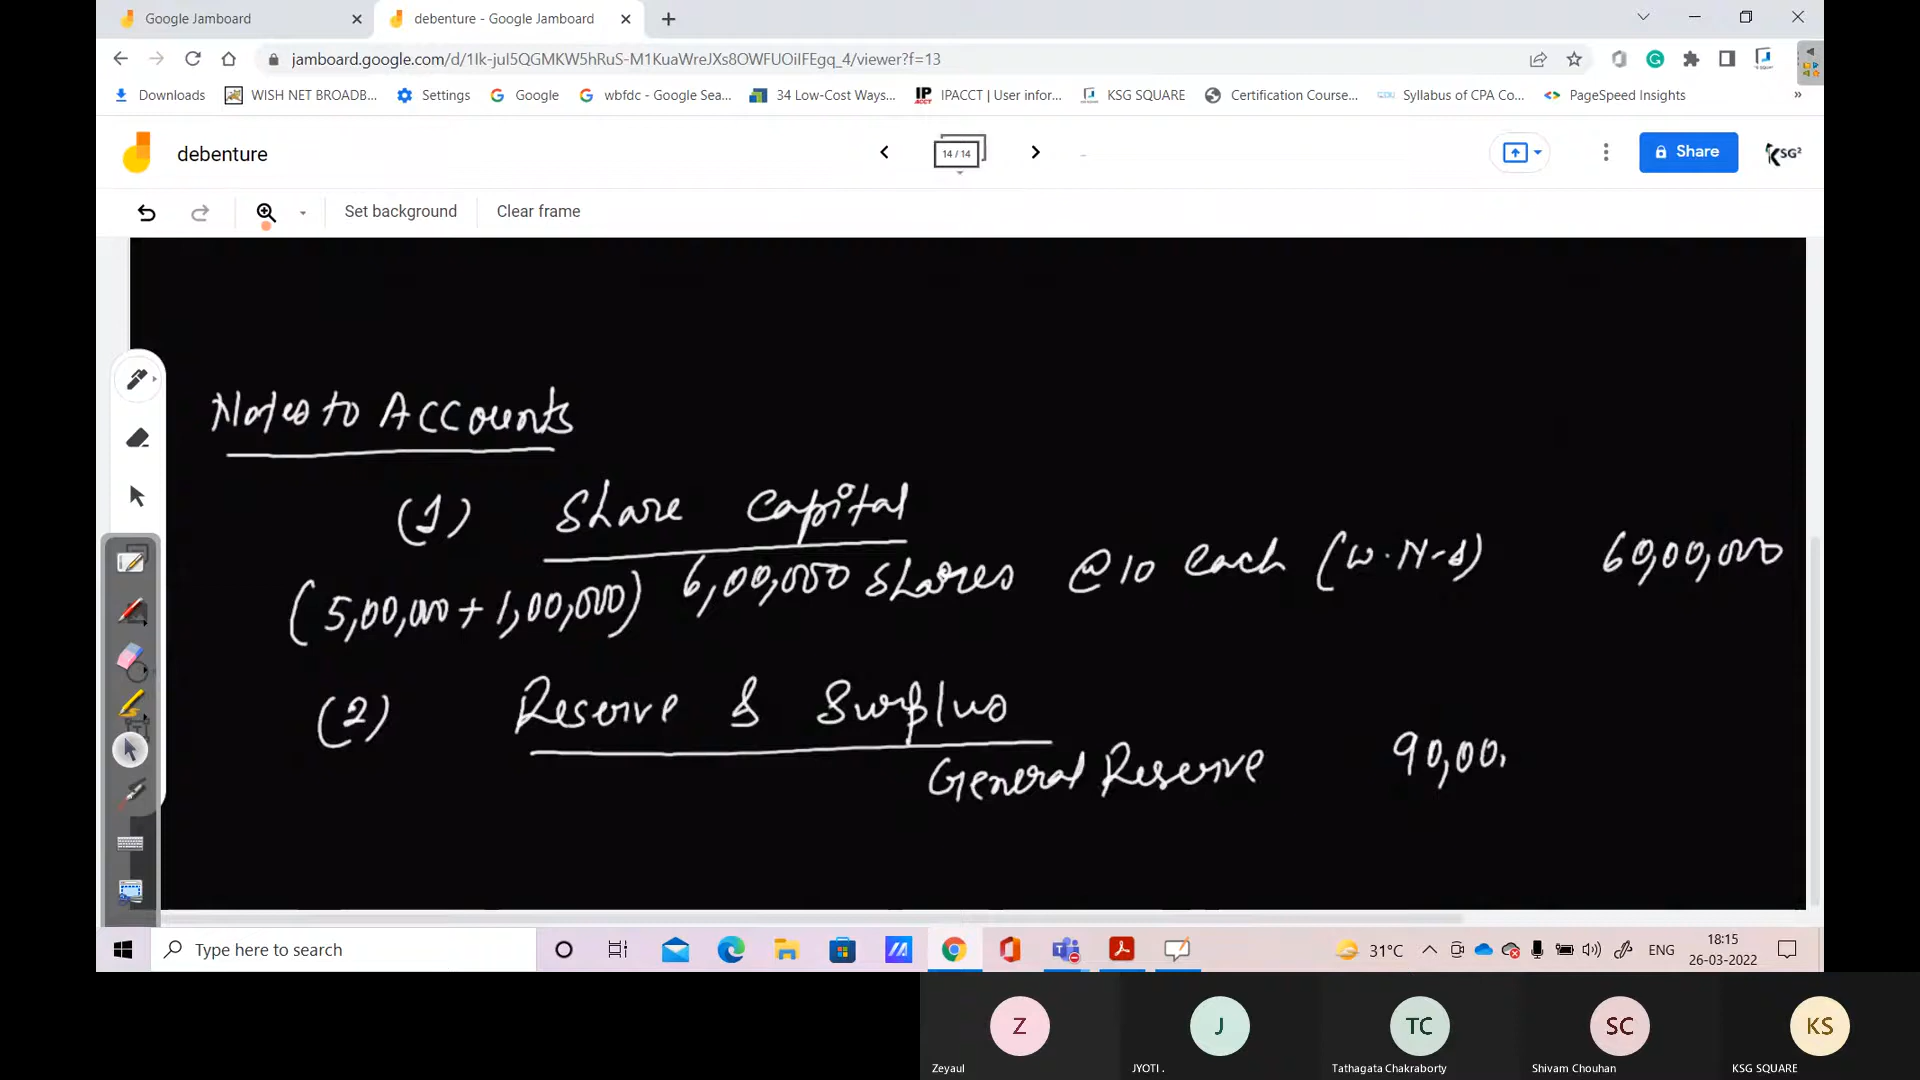 Google Jamboard
debenture - Google Jamboard
jamboard.google.com/d/1Ik-juI5QGMKW5hRuS-M1KuaWreJXs8OWFUOiIFEgq_4/viewer?f=13
Downloads WISH NET BROADB... Settings Google wbfdc - Google Sea... 34 Low-Cost Ways... IPACCT | User infor... KSG SQUARE Certification Course... Syllabus of CPA Co... PageSpeed Insights »
debenture
14 / 14
Share
KSG²
Set background Clear frame
Notes to Accounts
(1) Share Capital
(5,00,000 + 1,00,000) 6,00,000 Shares @10 each (W.N-1) 60,00,000
(2) Reserve & Surplus
General Reserve 90,00,
Type here to search
31°C ENG 18:15
26-03-2022
Z J TC SC KS
Zeyaul JYOTI . Tathagata Chakraborty Shivam Chouhan KSG SQUARE